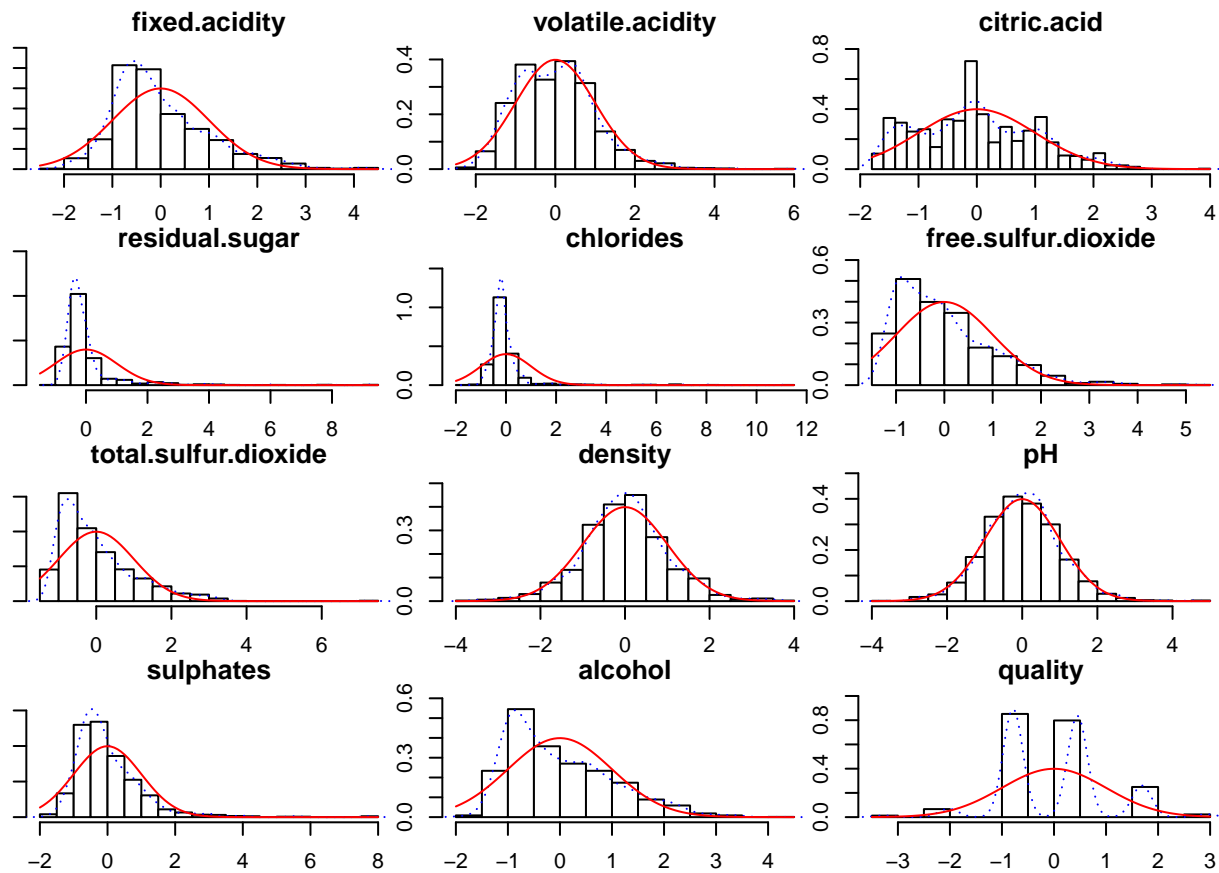 fixed.acidity volatile.acidity citric.acid
0.0 0.2 0.4
0.0 0.4 0.8
−2 −1 0 1 2 3 4
−2 0 2 4 6
−2 −1 0 1 2 3 4
residual.sugar chlorides free.sulfur.dioxide
0.0 1.0
0.0 0.3 0.6
0 2 4 6 8
−2 0 2 4 6 8 10 12
−1 0 1 2 3 4 5
total.sulfur.dioxide density pH
0.0 0.3
0.0 0.2 0.4
0 2 4 6
−4 −2 0 2 4
−4 −2 0 2 4
sulphates alcohol quality
0.0 0.3 0.6
0.0 0.4 0.8
−2 0 2 4 6 8
−2 −1 0 1 2 3 4
−3 −2 −1 0 1 2 3